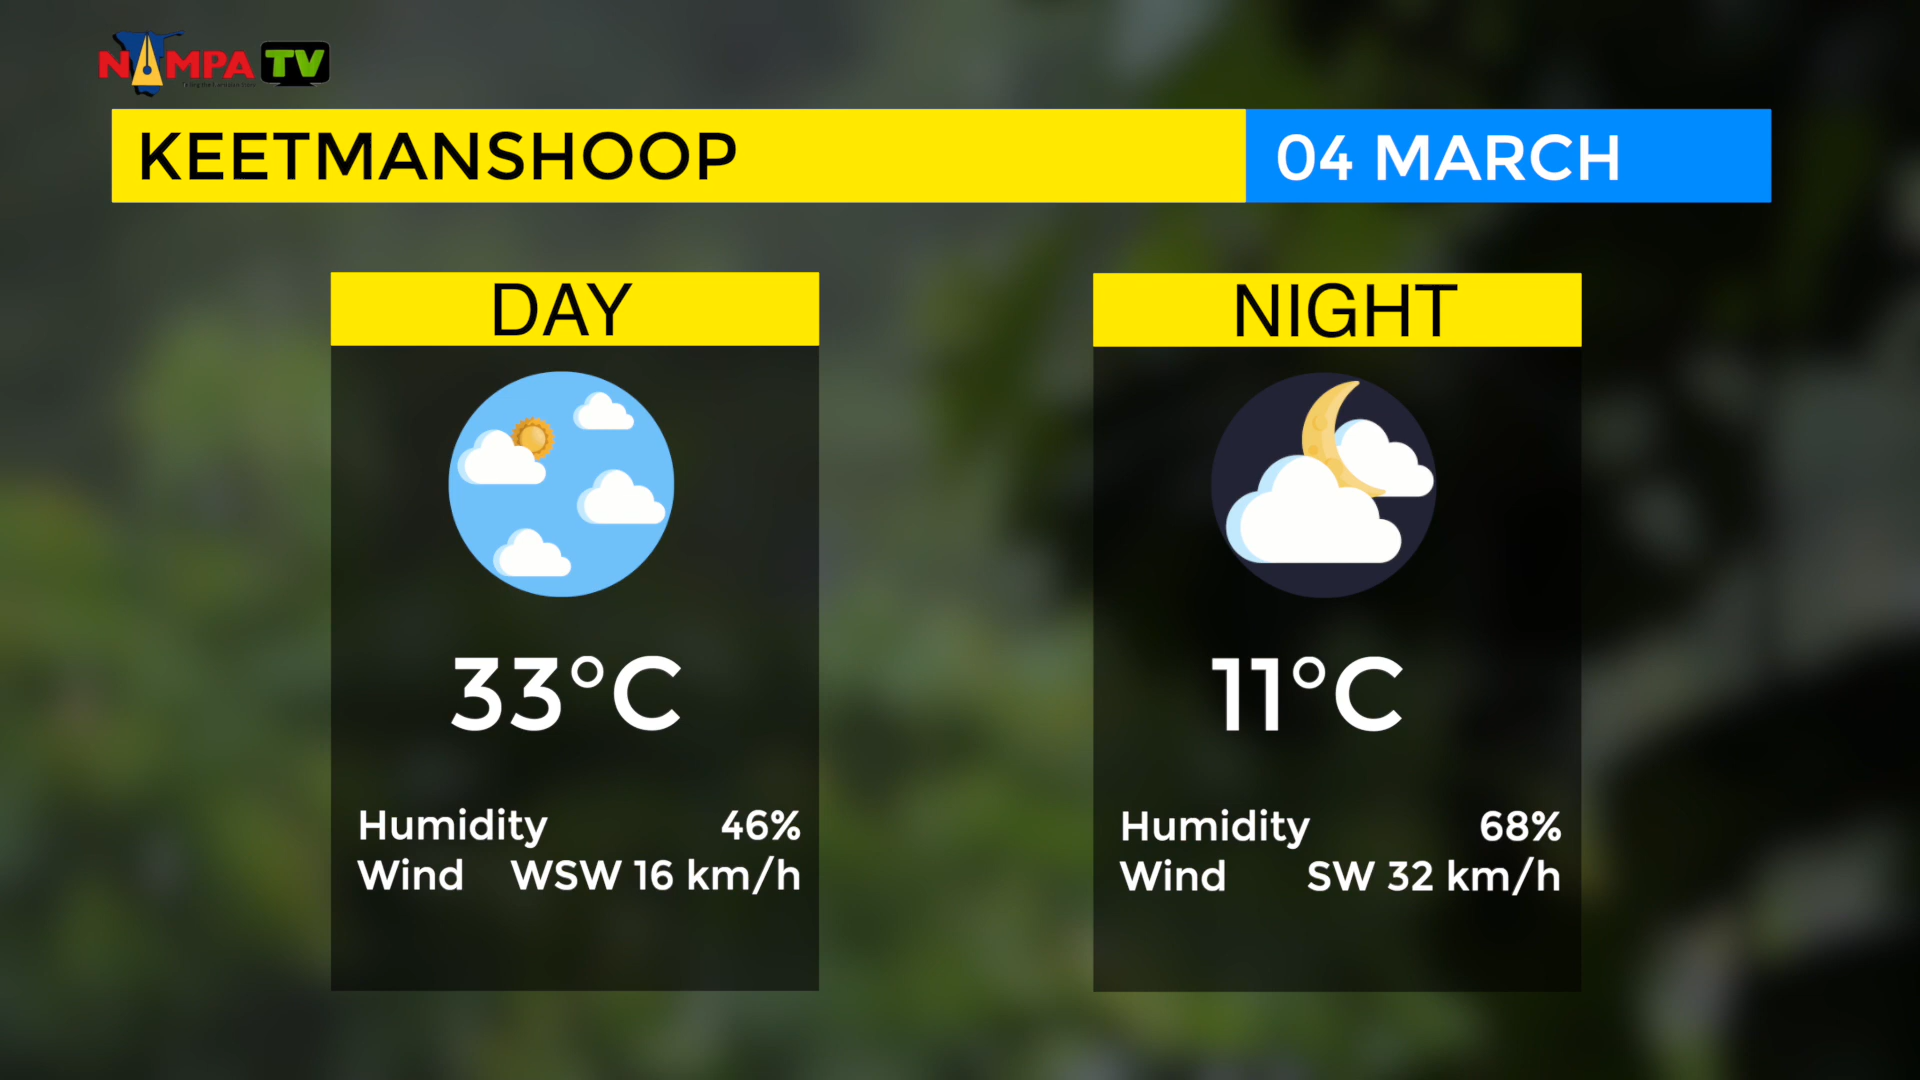 NAMPA TV
KEETMANSHOOP
04 MARCH
DAY
33°C
Humidity 46%
Wind WSW 16 km/h
NIGHT
11°C
Humidity 68%
Wind SW 32 km/h